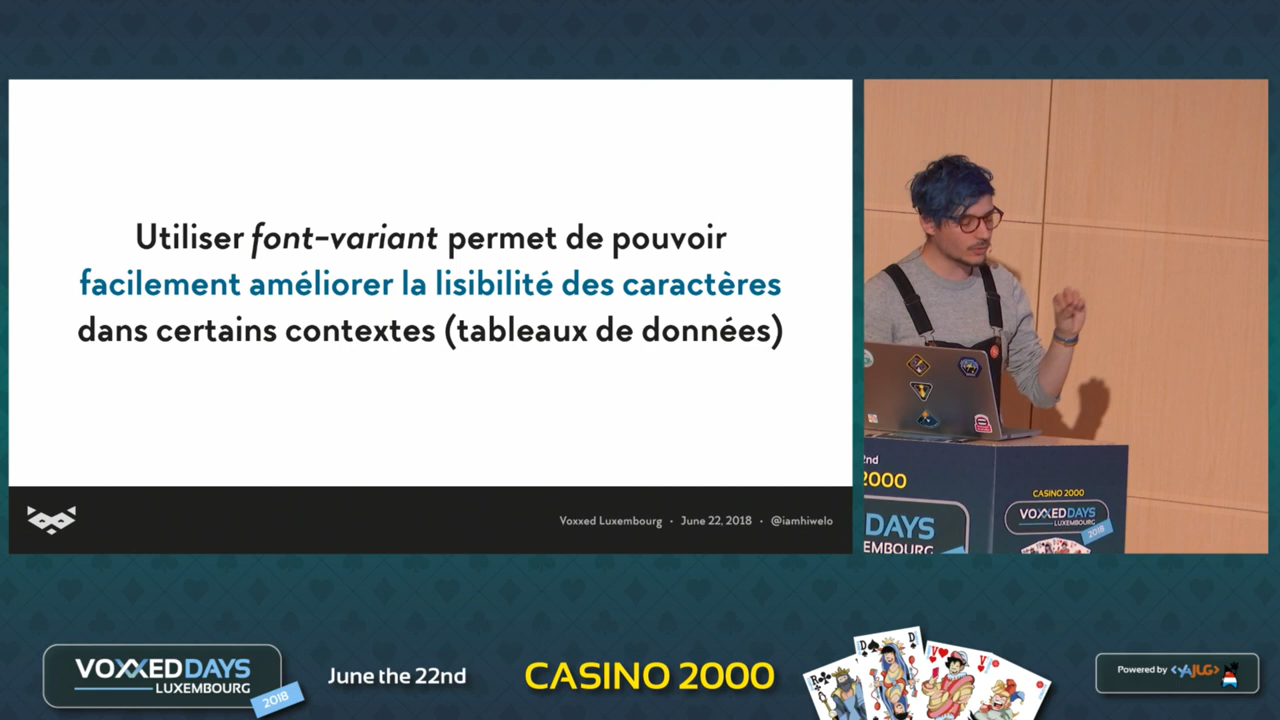 Utiliser font-variant permet de pouvoir
facilement améliorer la lisibilité des caractères
dans certains contextes (tableaux de données)
Voxxed Luxembourg · June 22, 2018 · @iamhiwelo
2nd
2000
DAYS
EMBOURG
CASINO 2000
VOXXED DAYS
LUXEMBOURG
2018
VOXXED DAYS
LUXEMBOURG
2018
June the 22nd
CASINO 2000
R
D
D
V
V
Powered by <YAJUG>